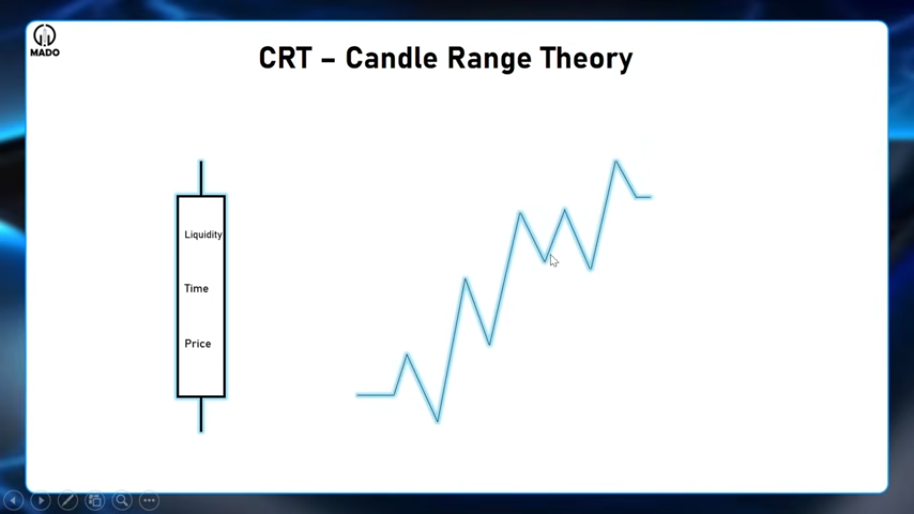 MADO
CRT – Candle Range Theory
Liquidity
Time
Price